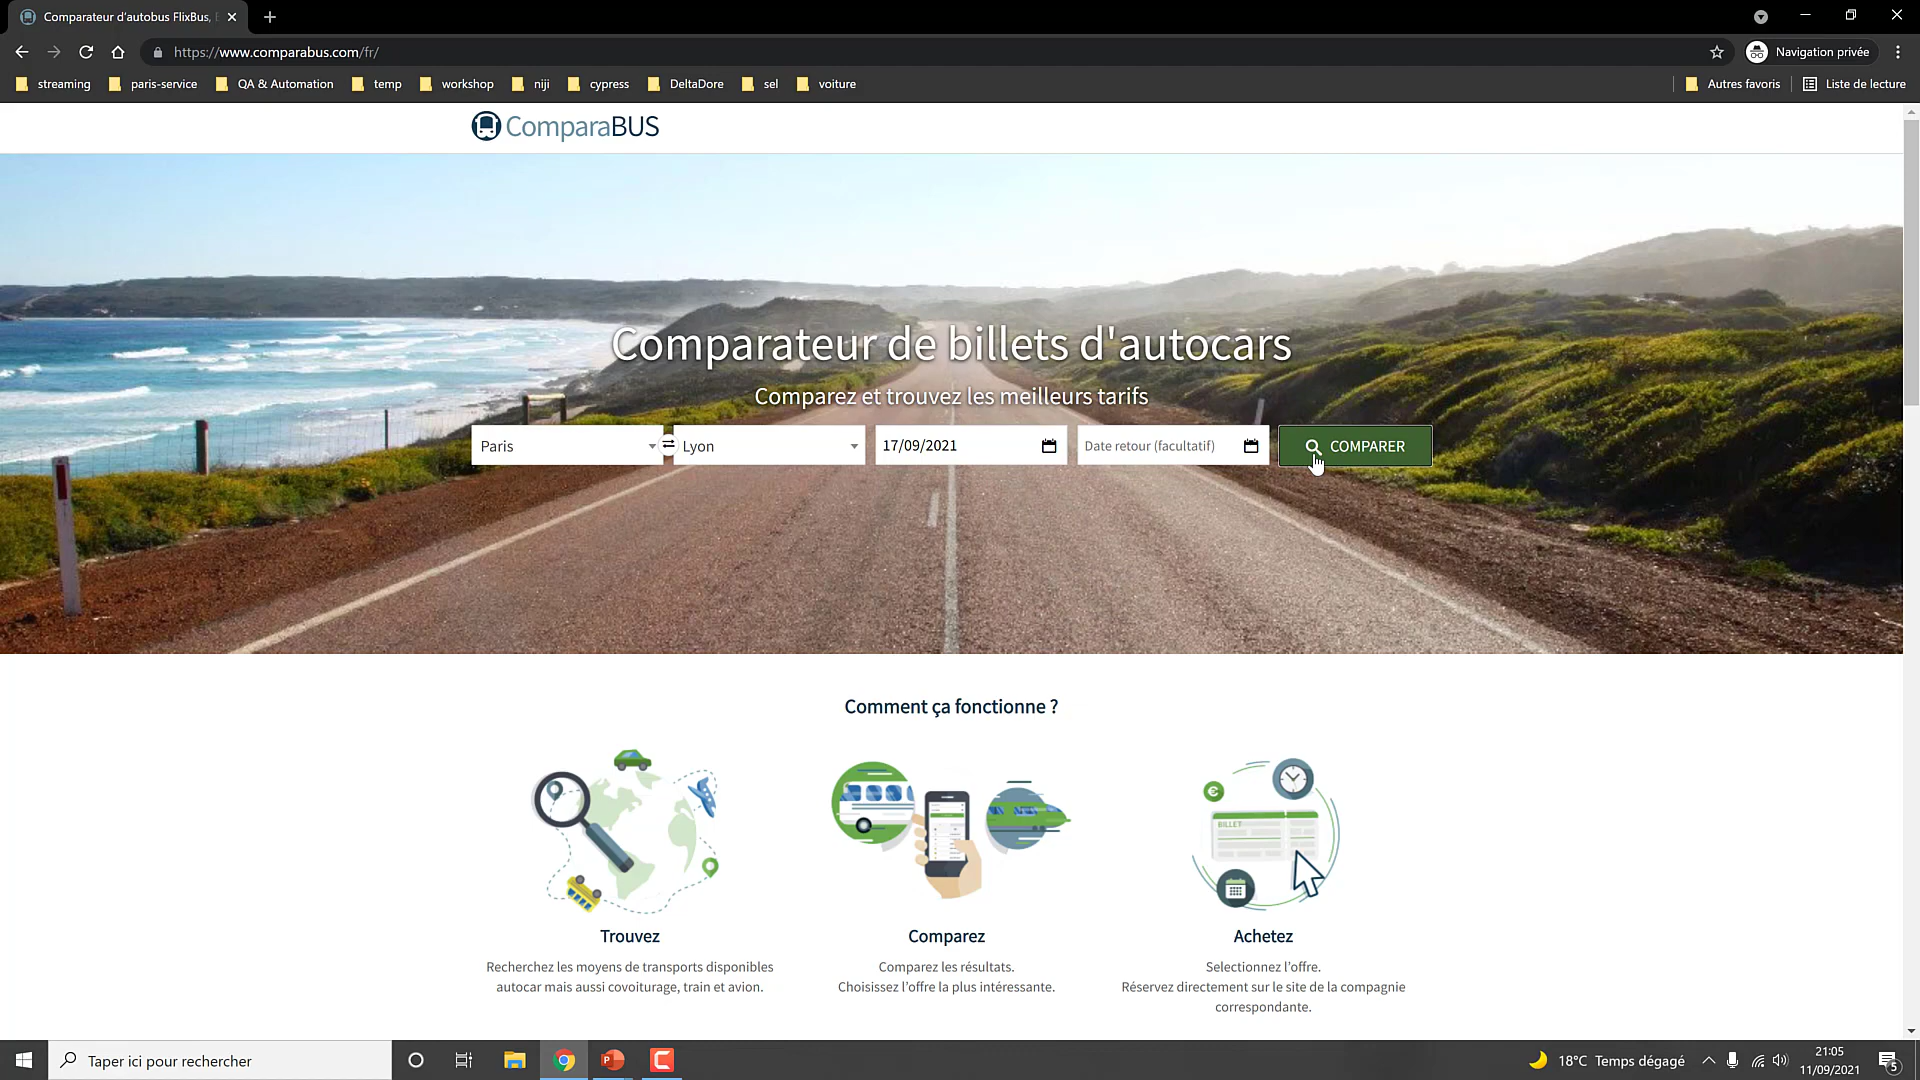 Comparateur d'autobus FlixBus,
https://www.comparabus.com/fr/
Navigation privée
streaming
paris-service
QA & Automation
temp
workshop
niji
cypress
DeltaDore
sel
voiture
Autres favoris
Liste de lecture
ComparaBUS
Comparateur de billets d'autocars
Comparez et trouvez les meilleurs tarifs
Paris
Lyon
17/09/2021
Date retour (facultatif)
COMPARER
Comment ça fonctionne ?
BILLET
Trouvez
Comparez
Achetez
Recherchez les moyens de transports disponibles
autocar mais aussi covoiturage, train et avion.
Comparez les résultats.
Choisissez l'offre la plus intéressante.
Selectionnez l'offre.
Réservez directement sur le site de la compagnie
correspondante.
Taper ici pour rechercher
18°C Temps dégagé
21:05
11/09/2021
5